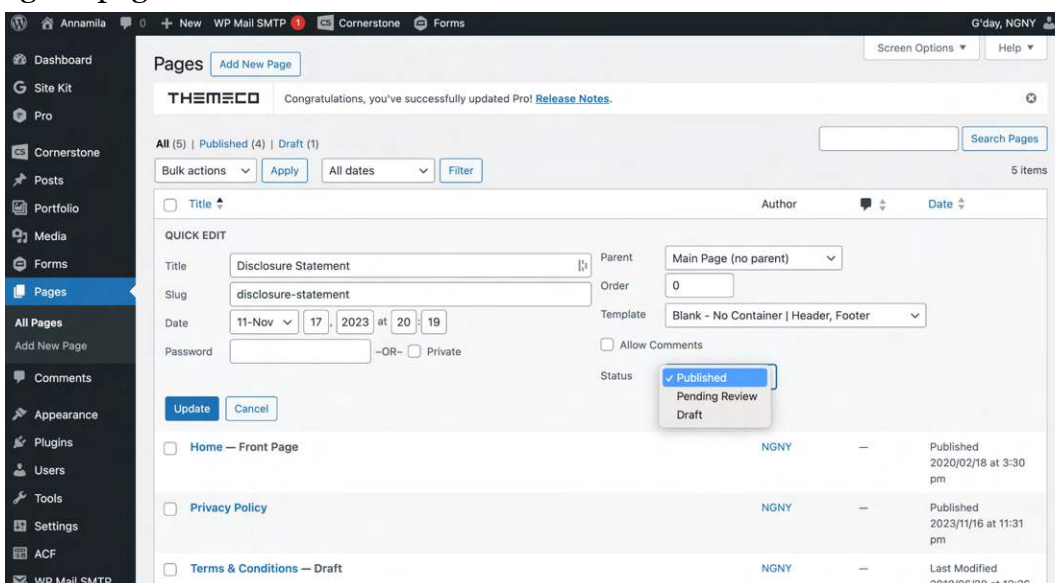 Annamila 0 + New WP Mail SMTP 1 CS Cornerstone Forms G'day, NGNY
Dashboard
Site Kit
Pro
Cornerstone
Posts
Portfolio
Media
Forms
Pages
All Pages
Add New Page
Comments
Appearance
Plugins
Users
Tools
Settings
ACF
WP Mail SMTP
Screen Options Help
Pages Add New Page
THEMECO Congratulations, you've successfully updated Pro! Release Notes.
All (5) | Published (4) | Draft (1) Search Pages
Bulk actions Apply All dates Filter 5 items
Title Author Date
QUICK EDIT
Title Disclosure Statement
Slug disclosure-statement
Date 11-Nov 17 , 2023 at 20 : 19
Password –OR– Private
Parent Main Page (no parent)
Order 0
Template Blank - No Container | Header, Footer
Allow Comments
Status ✓ Published
Pending Review
Draft
Update Cancel
Home — Front Page NGNY — Published
2020/02/18 at 3:30
pm
Privacy Policy NGNY — Published
2023/11/16 at 11:31
pm
Terms & Conditions — Draft NGNY — Last Modified